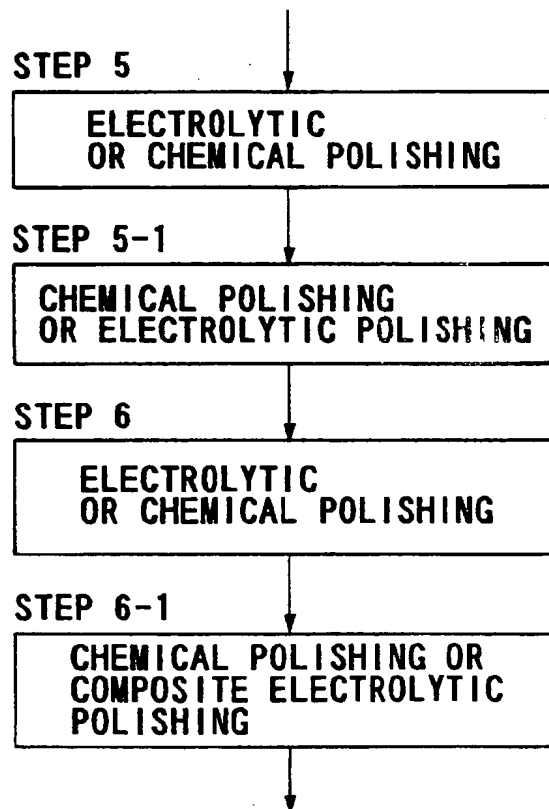 STEP 5
ELECTROLYTIC
OR CHEMICAL POLISHING
STEP 5-1
CHEMICAL POLISHING
OR ELECTROLYTIC POLISHING
STEP 6
ELECTROLYTIC
OR CHEMICAL POLISHING
STEP 6-1
CHEMICAL POLISHING OR
COMPOSITE ELECTROLYTIC
POLISHING